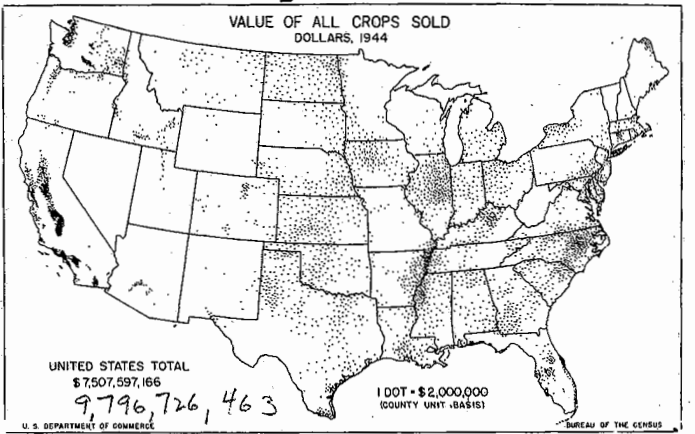 VALUE OF ALL CROPS SOLD
DOLLARS, 1944
UNITED STATES TOTAL
$7,507,597,166
9,796,726,463
1 DOT - $2,000,000
(COUNTY UNIT BASIS)
U. S. DEPARTMENT OF COMMERCE
BUREAU OF THE CENSUS